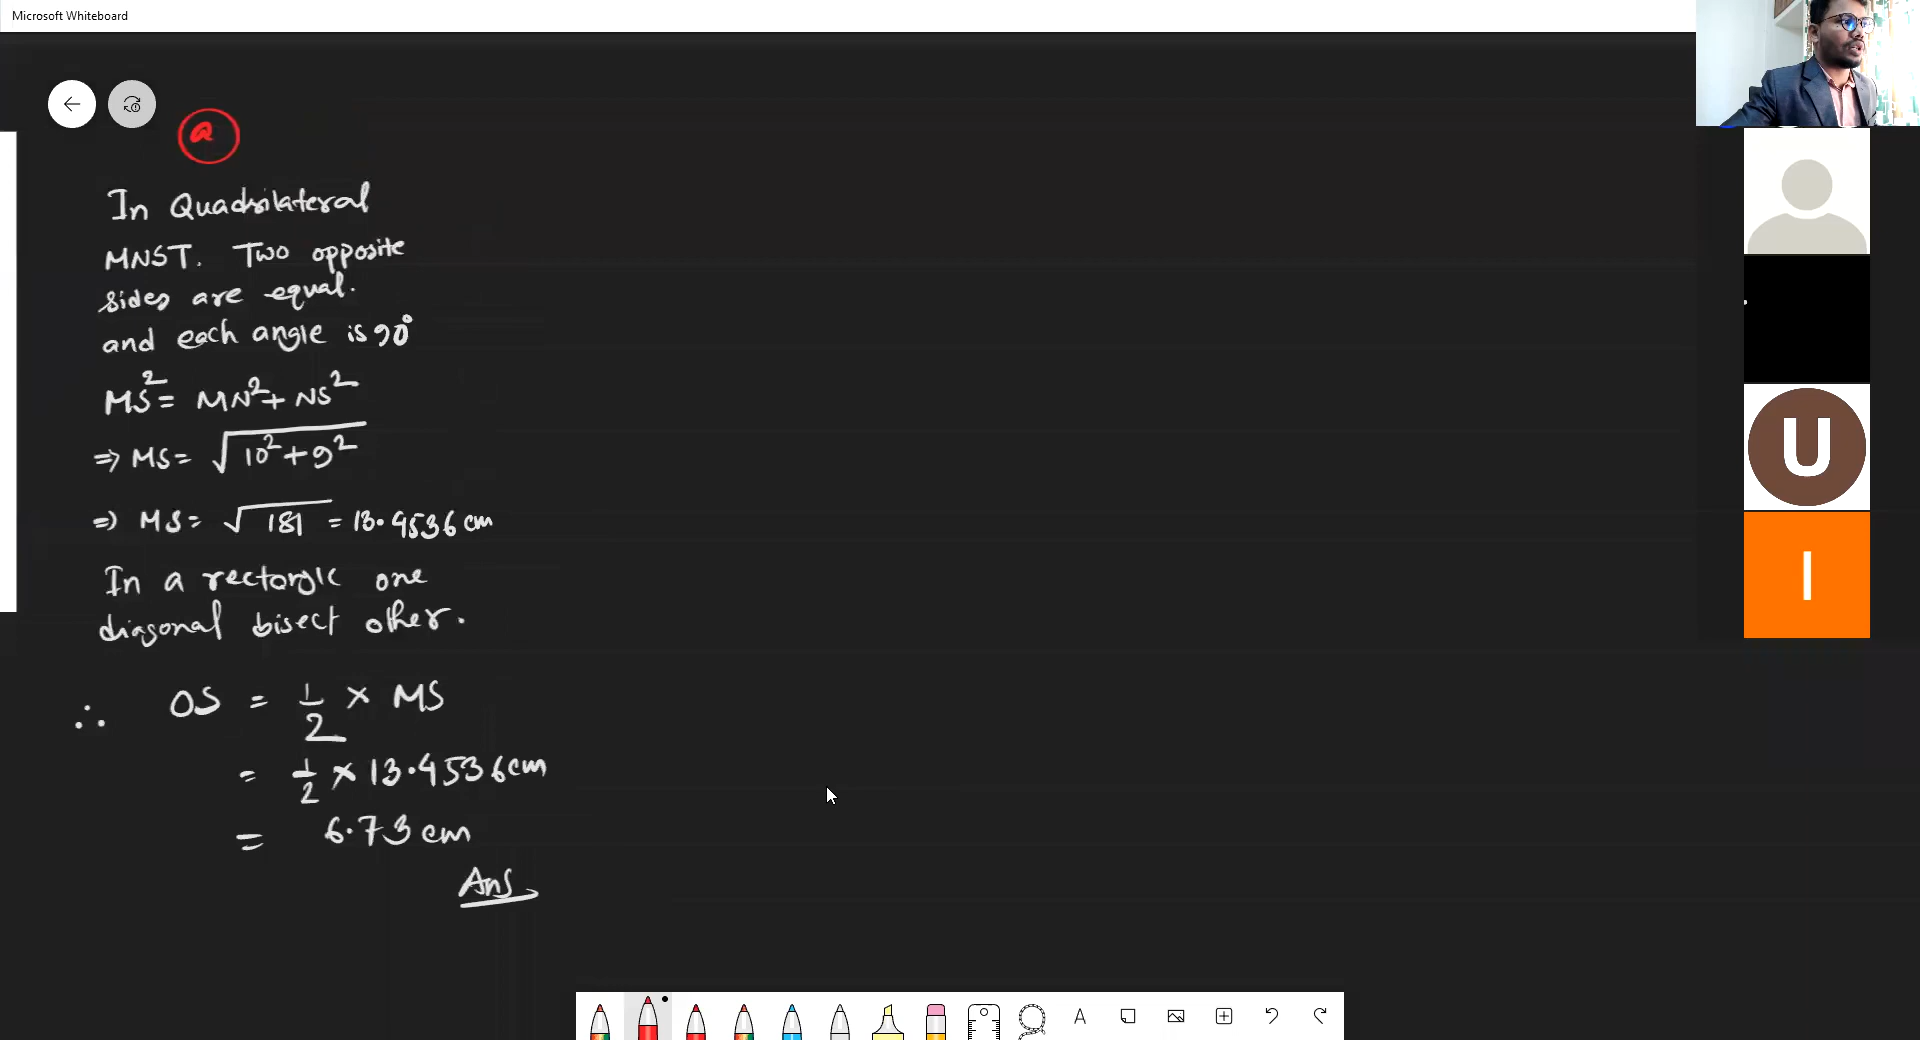 Microsoft Whiteboard
a
In Quadrilateral
MNST. Two opposite
sides are equal.
and each angle is 90°
MS² = MN² + NS²
⇒ MS = √10² + 9²
⇒ MS = √181 = 13.4536 cm
In a rectangle one
diagonal bisect other.
∴ OS = 1/2 × MS
= 1/2 × 13.4536 cm
= 6.73 cm
Ans
U
I
A